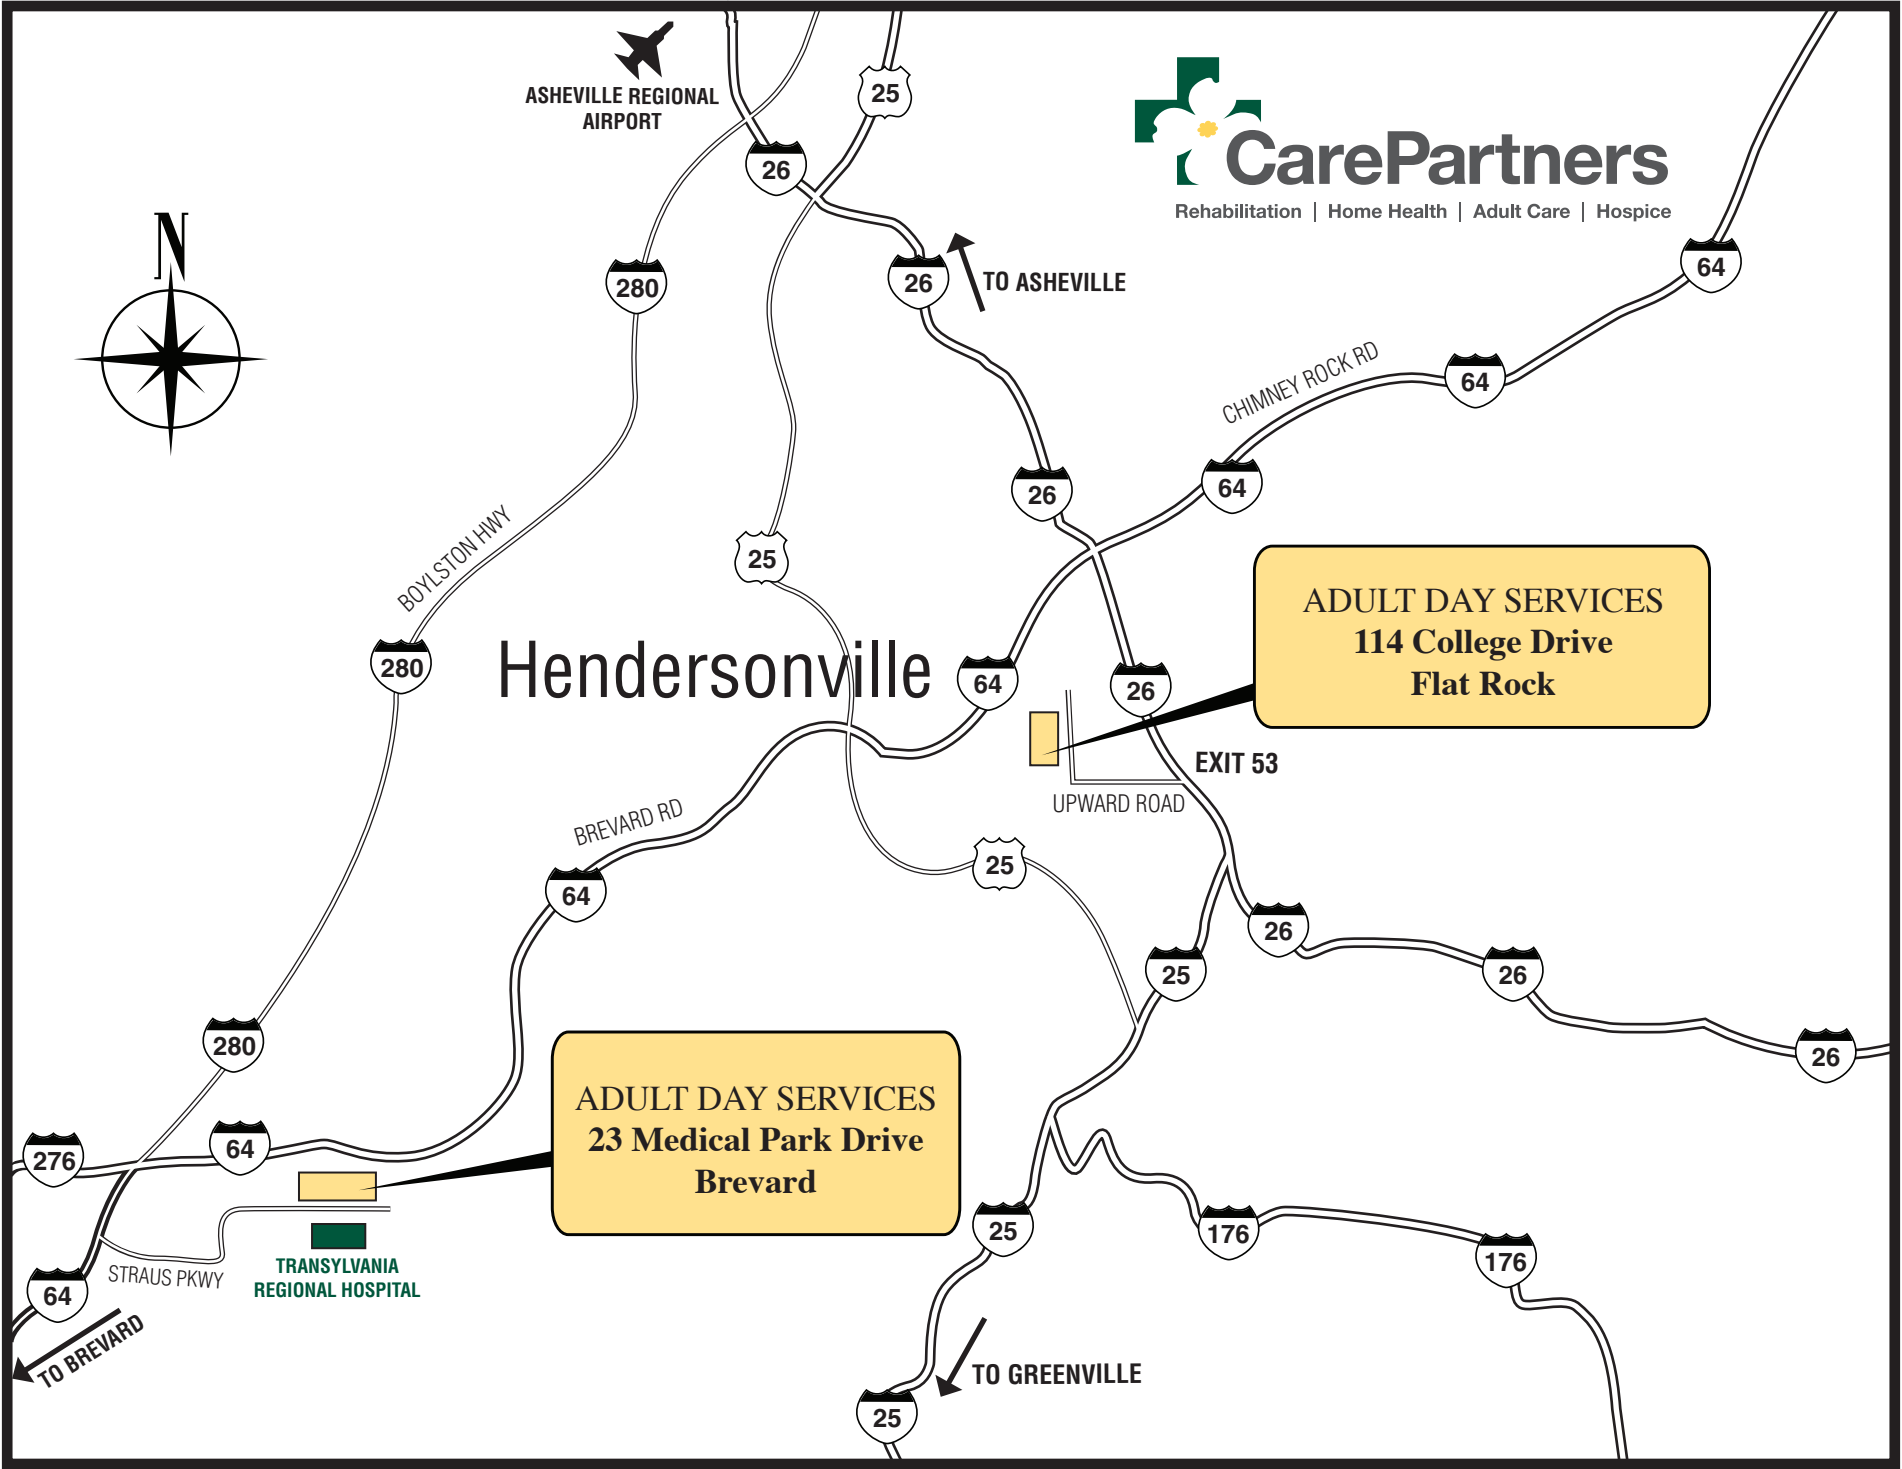 ASHEVILLE REGIONAL
AIRPORT
25
26
CarePartners
Rehabilitation | Home Health | Adult Care | Hospice
N
280
26
TO ASHEVILLE
64
CHIMNEY ROCK RD
64
26
64
BOYLSTON HWY
25
ADULT DAY SERVICES
114 College Drive
Flat Rock
280
Hendersonville
64
26
EXIT 53
UPWARD ROAD
BREVARD RD
25
64
26
25
26
280
26
ADULT DAY SERVICES
23 Medical Park Drive
Brevard
276
64
25
176
176
STRAUS PKWY
TRANSYLVANIA
REGIONAL HOSPITAL
64
TO BREVARD
TO GREENVILLE
25